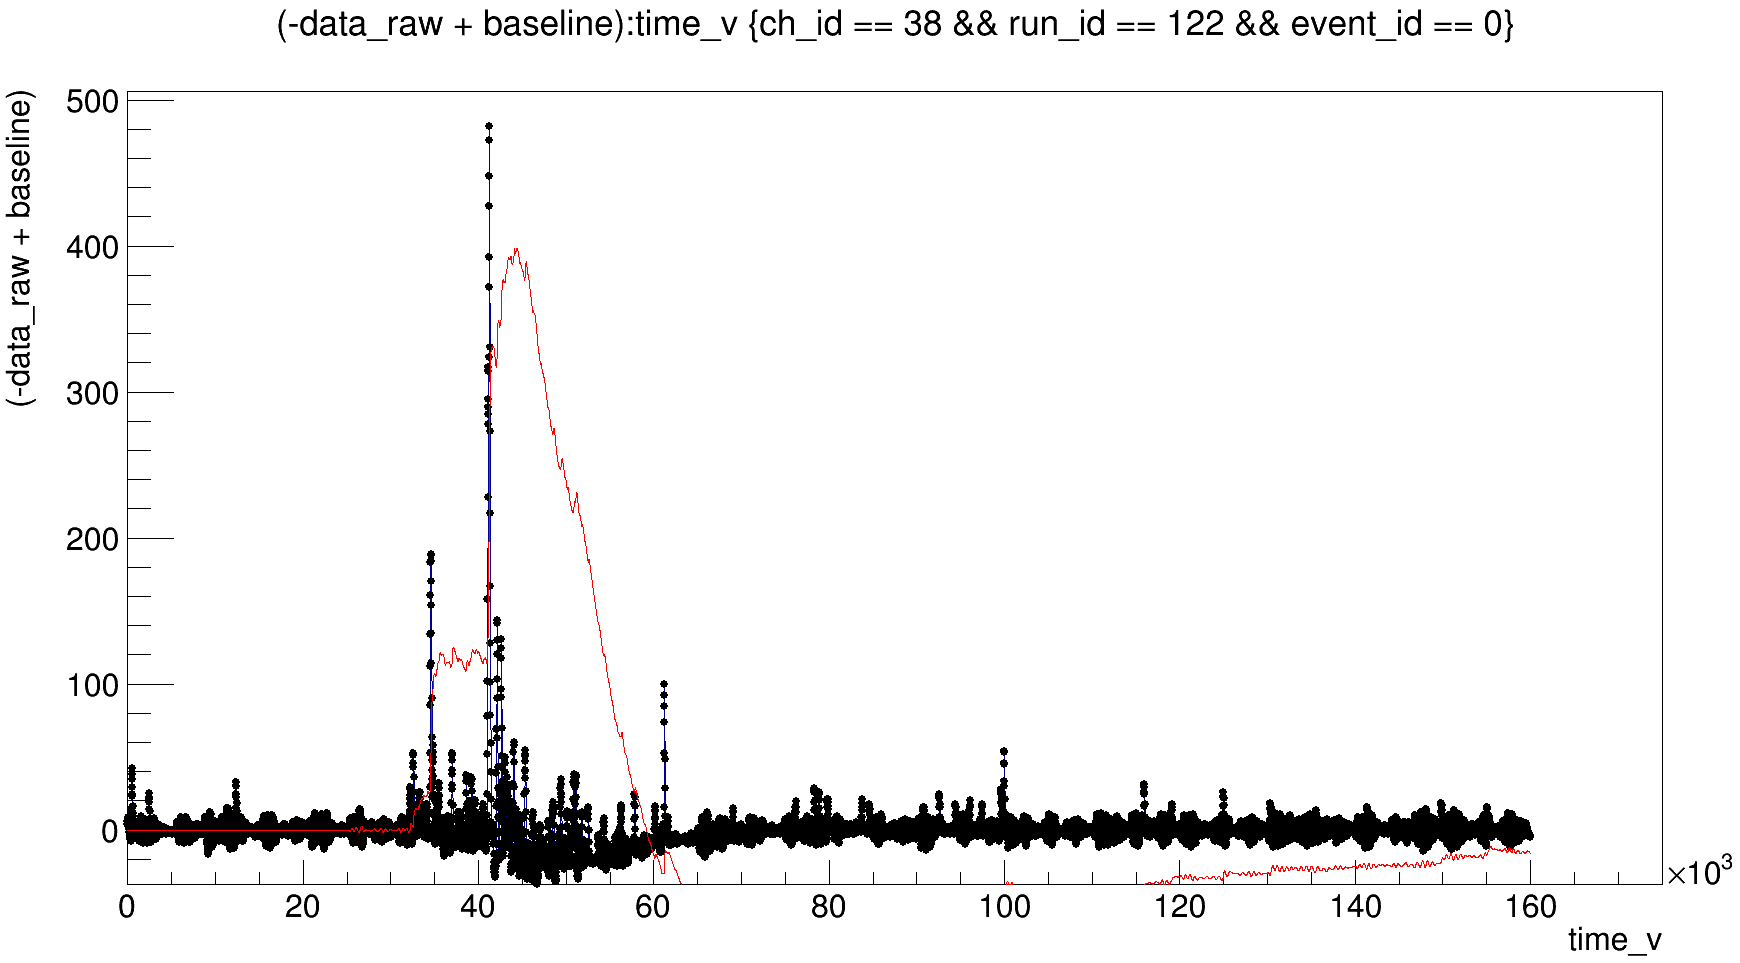 (-data_raw + baseline):time_v {ch_id == 38 && run_id == 122 && event_id == 0}
(-data_raw + baseline)
500
400
300
200
100
0
0 20 40 60 80 100 120 140 160
×10³
time_v